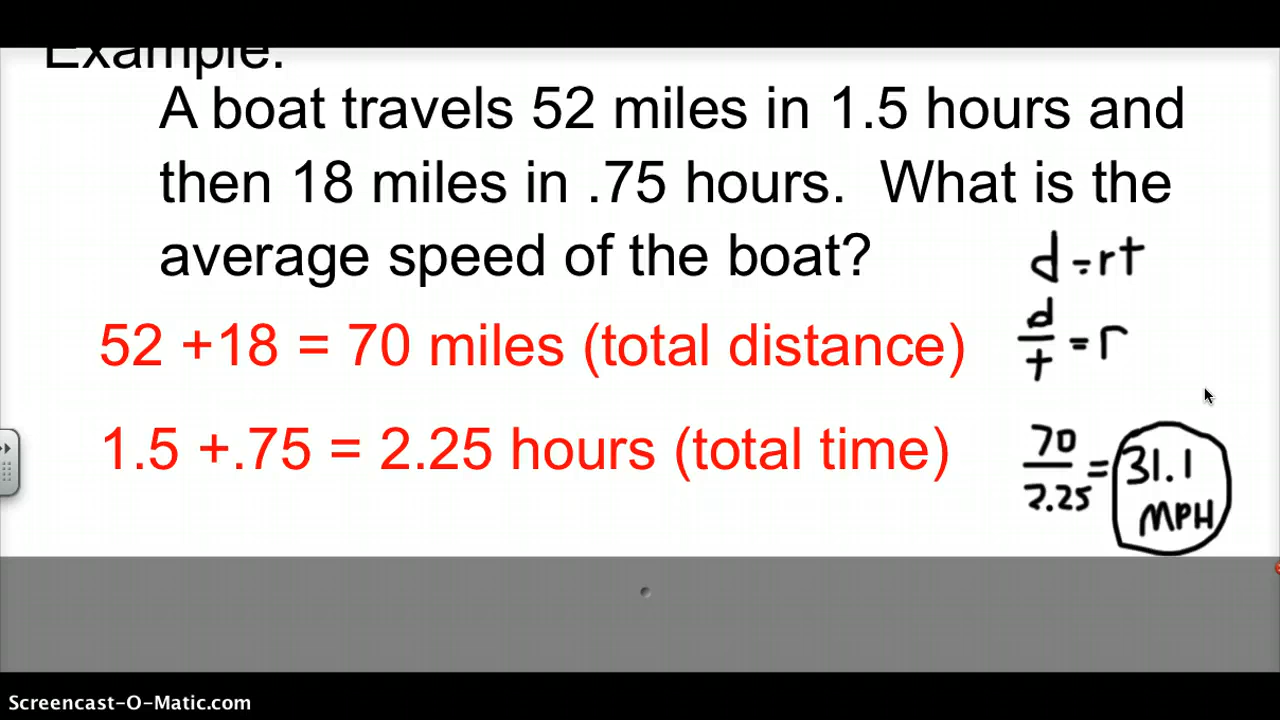 Example:
A boat travels 52 miles in 1.5 hours and
then 18 miles in .75 hours. What is the
average speed of the boat?
d = rt
52 +18 = 70 miles (total distance)
d/t = r
1.5 +.75 = 2.25 hours (total time)
70/2.25 = 31.1
MPH
Screencast-O-Matic.com